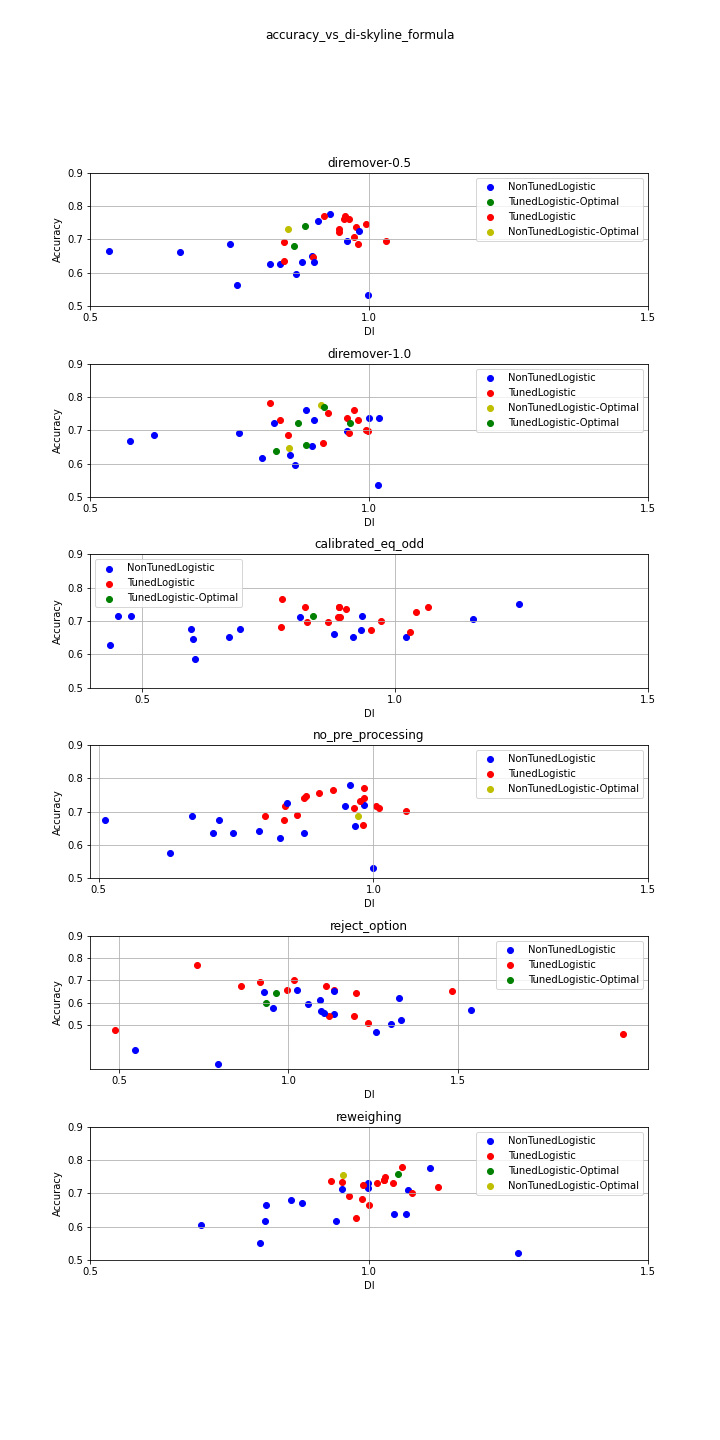 accuracy_vs_di-skyline_formula
diremover-0.5
0.9
0.8
0.7
0.6
0.5
Accuracy
NonTunedLogistic
TunedLogistic-Optimal
TunedLogistic
NonTunedLogistic-Optimal
0.5 1.0 1.5
DI
diremover-1.0
0.9
0.8
0.7
0.6
0.5
Accuracy
NonTunedLogistic
TunedLogistic
NonTunedLogistic-Optimal
TunedLogistic-Optimal
0.5 1.0 1.5
DI
calibrated_eq_odd
0.9
0.8
0.7
0.6
0.5
Accuracy
NonTunedLogistic
TunedLogistic
TunedLogistic-Optimal
0.5 1.0 1.5
DI
no_pre_processing
0.9
0.8
0.7
0.6
0.5
Accuracy
NonTunedLogistic
TunedLogistic
NonTunedLogistic-Optimal
0.5 1.0 1.5
DI
reject_option
0.9
0.8
0.7
0.6
0.5
Accuracy
NonTunedLogistic
TunedLogistic
TunedLogistic-Optimal
0.5 1.0 1.5
DI
reweighing
0.9
0.8
0.7
0.6
0.5
Accuracy
NonTunedLogistic
TunedLogistic
TunedLogistic-Optimal
NonTunedLogistic-Optimal
0.5 1.0 1.5
DI